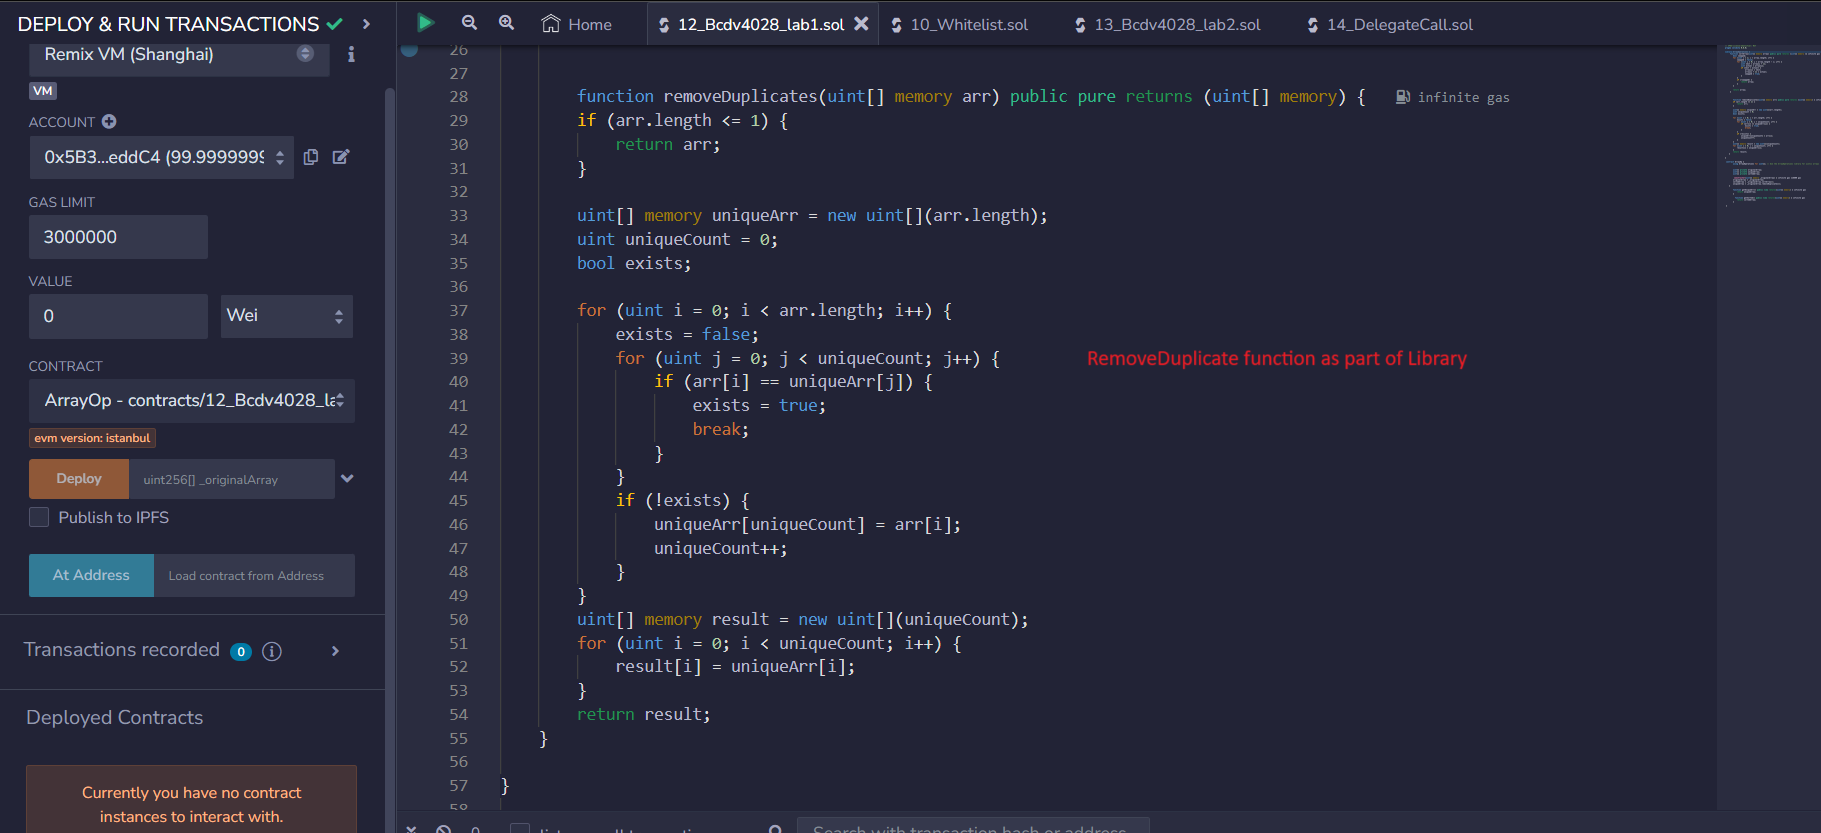 DEPLOY & RUN TRANSACTIONS
Remix VM (Shanghai)
VM
ACCOUNT
0x5B3...eddC4 (99.9999999
GAS LIMIT
3000000
VALUE
0
Wei
CONTRACT
ArrayOp - contracts/12_Bcdv4028_la
evm version: istanbul
Deploy
uint256[] _originalArray
Publish to IPFS
At Address
Load contract from Address
Transactions recorded 0
Deployed Contracts
Currently you have no contract
instances to interact with.
Home
12_Bcdv4028_lab1.sol
10_Whitelist.sol
13_Bcdv4028_lab2.sol
14_DelegateCall.sol
26
27
28 function removeDuplicates(uint[] memory arr) public pure returns (uint[] memory) { infinite gas
29 if (arr.length <= 1) {
30 return arr;
31 }
32
33 uint[] memory uniqueArr = new uint[](arr.length);
34 uint uniqueCount = 0;
35 bool exists;
36
37 for (uint i = 0; i < arr.length; i++) {
38 exists = false;
39 for (uint j = 0; j < uniqueCount; j++) { RemoveDuplicate function as part of Library
40 if (arr[i] == uniqueArr[j]) {
41 exists = true;
42 break;
43 }
44 }
45 if (!exists) {
46 uniqueArr[uniqueCount] = arr[i];
47 uniqueCount++;
48 }
49 }
50 uint[] memory result = new uint[](uniqueCount);
51 for (uint i = 0; i < uniqueCount; i++) {
52 result[i] = uniqueArr[i];
53 }
54 return result;
55 }
56
57 }
58
0
Search with transaction hash or address